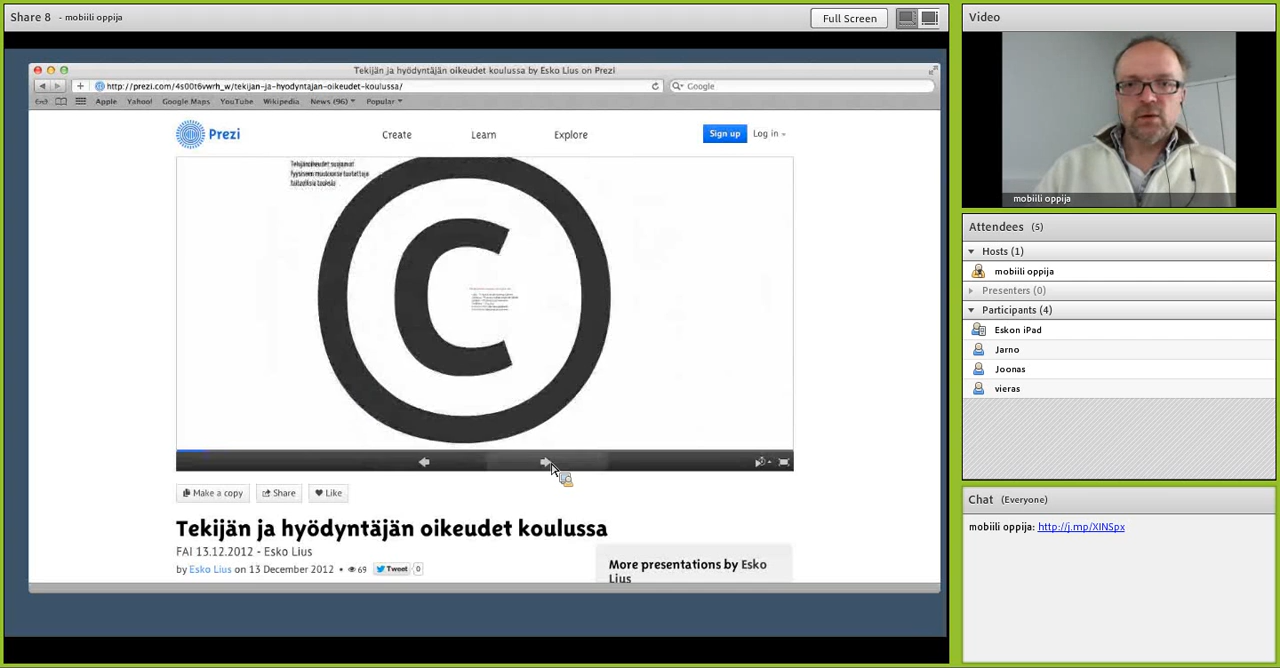 Share 8 - mobiili oppija
Full Screen
Tekijän ja hyödyntäjän oikeudet koulussa by Esko Lius on Prezi
http://prezi.com/4s00t6vwrh_w/tekijan-ja-hyodyntajan-oikeudet-koulussa/
Google
Apple Yahoo! Google Maps YouTube Wikipedia News (96) Popular
Prezi
Create
Learn
Explore
Sign up
Log in
Tekijänoikeudet suojaavat
fyysiseen muotoonsa tuotettuja
C
Make a copy
Share
Like
Tekijän ja hyödyntäjän oikeudet koulussa
FAI 13.12.2012 - Esko Lius
by Esko Lius on 13 December 2012 • 69 Tweet 0
More presentations by Esko
Lius
Video
mobiili oppija
Attendees (5)
Hosts (1)
mobiili oppija
Presenters (0)
Participants (4)
Eskon iPad
Jarno
Joonas
vieras
Chat (Everyone)
mobiili oppija: http://j.mp/XINSpx